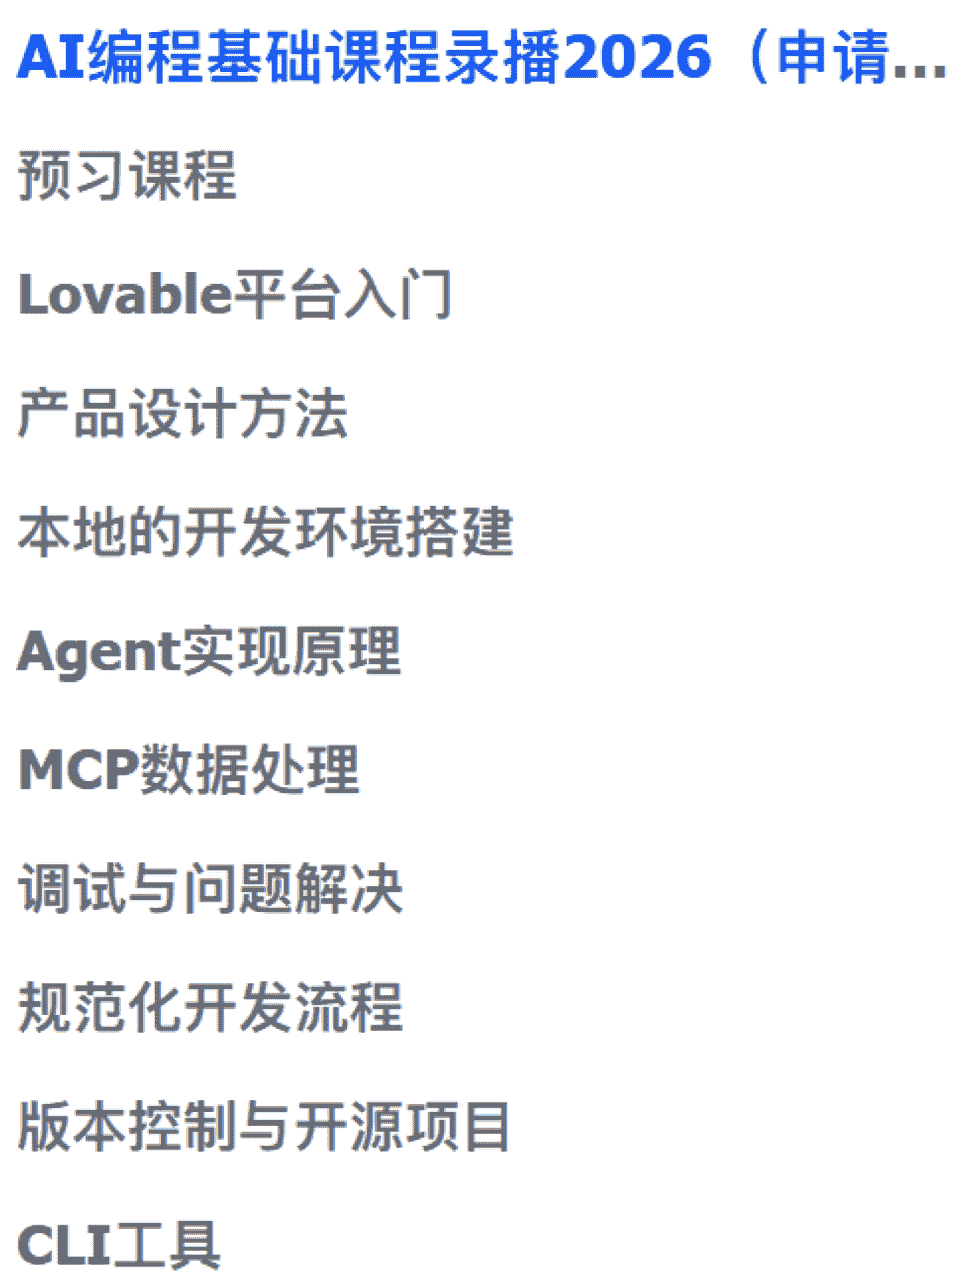 AI编程基础课程录播2026（申请...
预习课程
Lovable平台入门
产品设计方法
本地的开发环境搭建
Agent实现原理
MCP数据处理
调试与问题解决
规范化开发流程
版本控制与开源项目
CLI工具